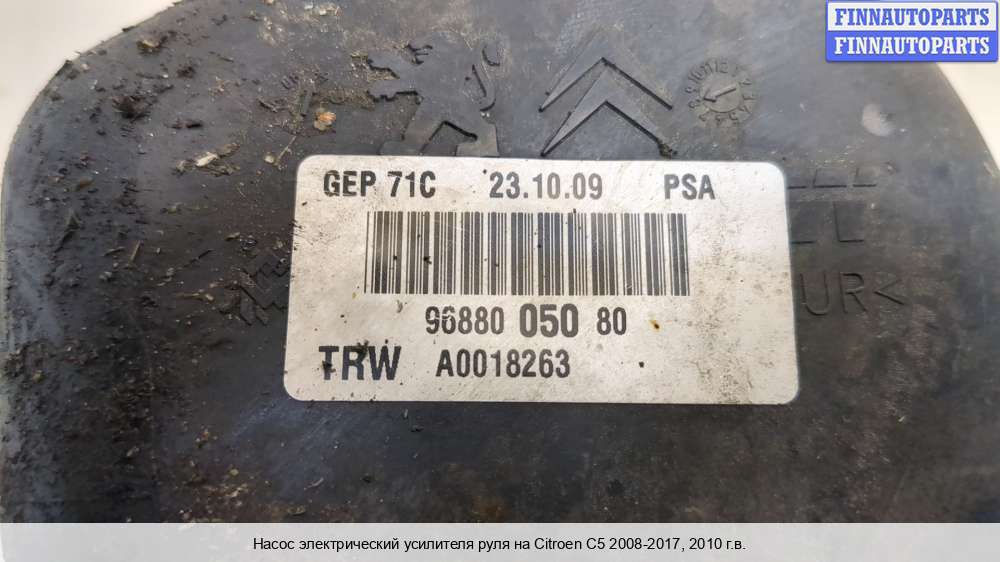 FINNAUTOPARTS
FINNAUTOPARTS
GEP 71C 23.10.09 PSA
96880 050 80
TRW A0018263
UR<
Насос электрический усилителя руля на Citroen C5 2008-2017, 2010 г.в.